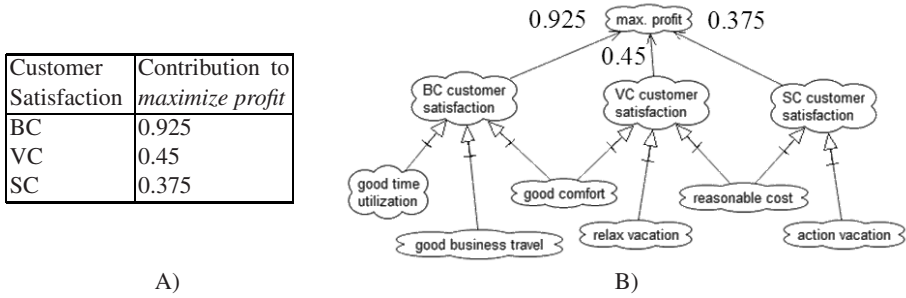 Customer Contribution to
Satisfaction maximize profit
BC 0.925
VC 0.45
SC 0.375
A)
0.925 max. profit 0.375
0.45
BC customer
satisfaction
VC customer
satisfaction
SC customer
satisfaction
good time
utilization
good comfort
reasonable cost
good business travel
relax vacation
action vacation
B)